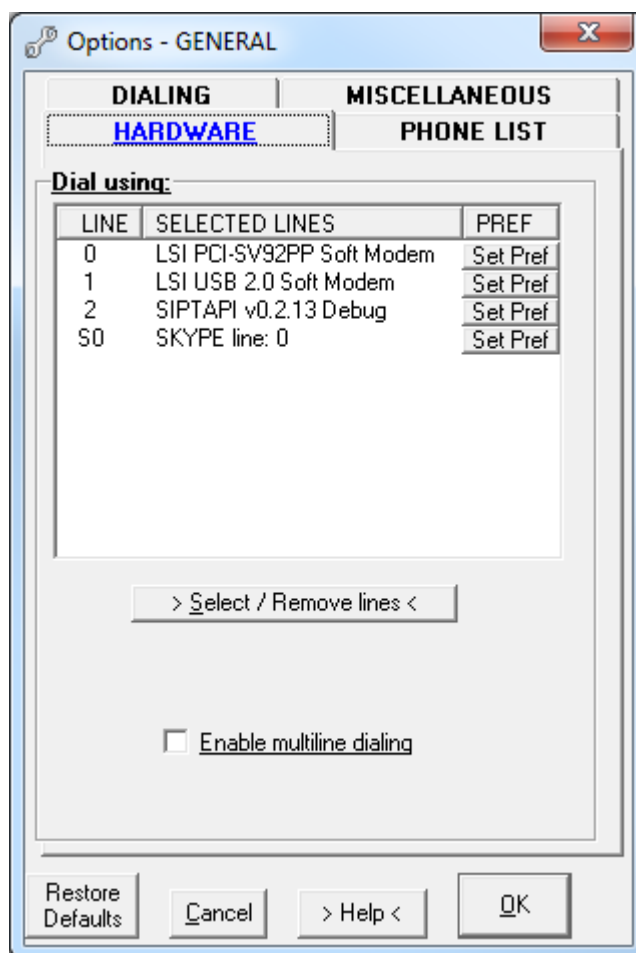 Options - GENERAL
DIALING MISCELLANEOUS
HARDWARE PHONE LIST
Dial using:
LINE SELECTED LINES PREF
0 LSI PCI-SV92PP Soft Modem Set Pref
1 LSI USB 2.0 Soft Modem Set Pref
2 SIPTAPI v0.2.13 Debug Set Pref
S0 SKYPE line: 0 Set Pref
> Select / Remove lines <
Enable multiline dialing
Restore
Defaults
Cancel
> Help <
OK